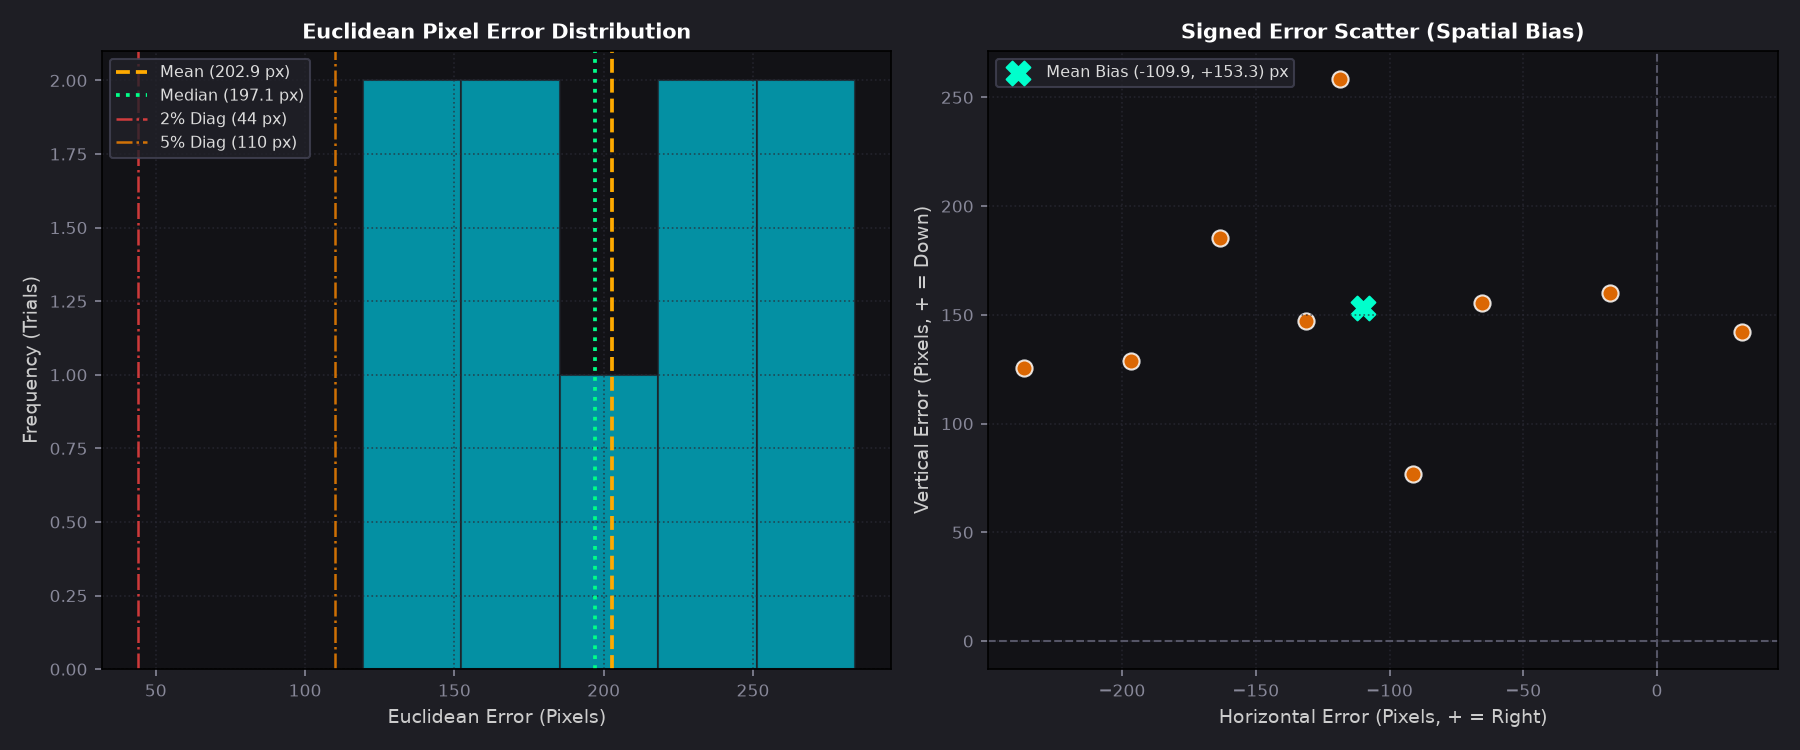 Euclidean Pixel Error Distribution
Mean (202.9 px)
Median (197.1 px)
2% Diag (44 px)
5% Diag (110 px)
2.00
1.75
1.50
1.25
1.00
0.75
0.50
0.25
0.00
Frequency (Trials)
50 100 150 200 250
Euclidean Error (Pixels)
Signed Error Scatter (Spatial Bias)
Mean Bias (-109.9, +153.3) px
250
200
150
100
50
0
Vertical Error (Pixels, + = Down)
−200 −150 −100 −50 0
Horizontal Error (Pixels, + = Right)